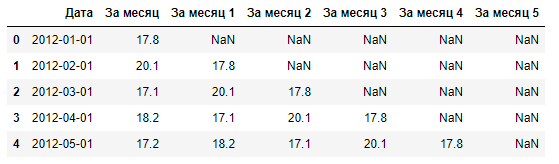 Дата За месяц За месяц 1 За месяц 2 За месяц 3 За месяц 4 За месяц 5
0 2012-01-01 17.8 NaN NaN NaN NaN NaN
1 2012-02-01 20.1 17.8 NaN NaN NaN NaN
2 2012-03-01 17.1 20.1 17.8 NaN NaN NaN
3 2012-04-01 18.2 17.1 20.1 17.8 NaN NaN
4 2012-05-01 17.2 18.2 17.1 20.1 17.8 NaN